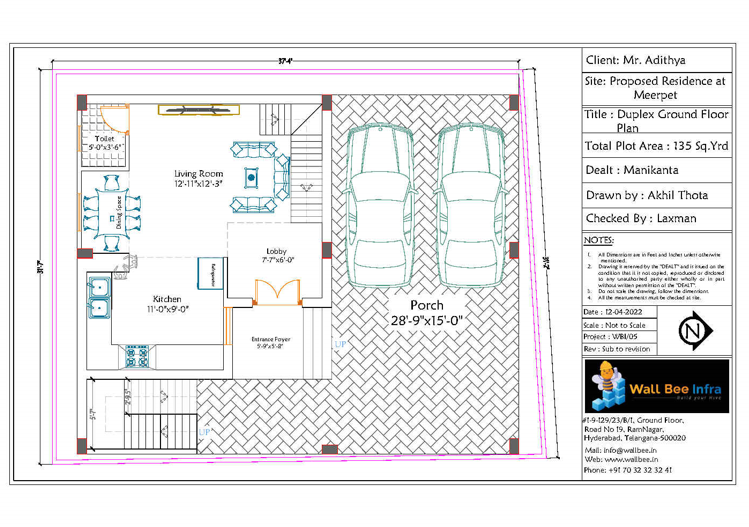 37'-4"
31'-7"
Toilet
5'-0"x3'-6"
Living Room
12'-11"x12'-3"
Dining Space
Lobby
7'-7"x6'-0"
Refrigerator
Kitchen
11'-0"x9'-0"
Entrance Foyer
5'-9"x5'-8"
Porch
28'-9"x15'-0"
UP
UP
5'-7"
Client: Mr. Adithya
Site: Proposed Residence at
Meerpet
Title : Duplex Ground Floor
Plan
Total Plot Area : 135 Sq.Yrd
Dealt : Manikanta
Drawn by : Akhil Thota
Checked By : Laxman
NOTES:
1. All Dimensions are in Feet and Inches unless otherwise
mentioned.
2. Drawing is reserved by the "DEALT" and is issued on the
condition that it is not copied, reproduced or disclosed
to any unauthorised party either wholly or in part
without written permission of the "DEALT".
3. Do not scale the drawing, follow the dimensions
4. All the measurements must be checked at site.
Date : 12-04-2022
Scale : Not to Scale
Project : WBI/05
Rev : Sub to revision
N
Wall Bee Infra
Build your Hive
#1-9-129/23/B/1, Ground Floor,
Road No 19, RamNagar,
Hyderabad, Telangana-500020
Mail: info@wallbee.in
Web: www.wallbee.in
Phone: +91 70 32 32 32 41